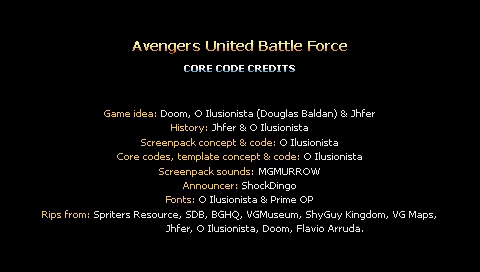 Avengers United Battle Force
CORE CODE CREDITS
Game idea: Doom, O Ilusionista (Douglas Baldan) & Jhfer
History: Jhfer & O Ilusionista
Screenpack concept & code: O Ilusionista
Core codes, template concept & code: O Ilusionista
Screenpack sounds: MGMURROW
Announcer: ShockDingo
Fonts: O Ilusionista & Prime OP
Rips from: Spriters Resource, SDB, BGHQ, VGMuseum, ShyGuy Kingdom, VG Maps,
Jhfer, O Ilusionista, Doom, Flavio Arruda.